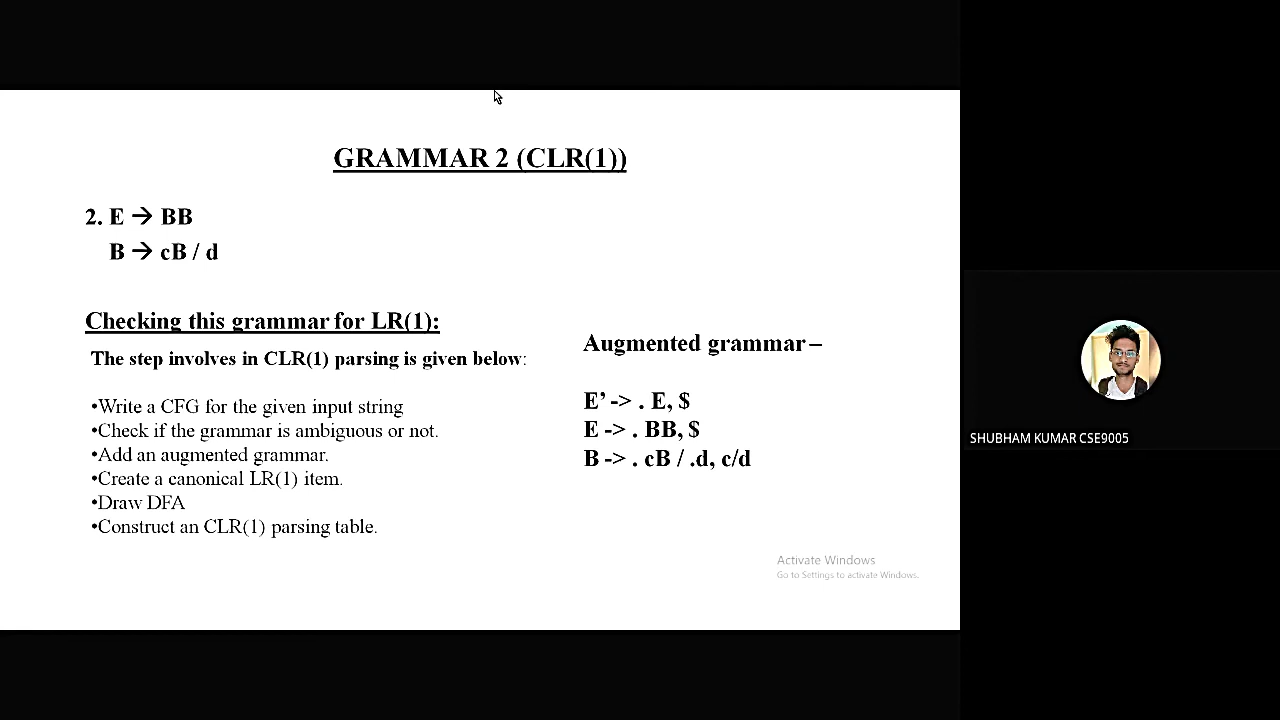 GRAMMAR 2 (CLR(1))
2. E → BB
B → cB / d
Checking this grammar for LR(1):
The step involves in CLR(1) parsing is given below:
•Write a CFG for the given input string
•Check if the grammar is ambiguous or not.
•Add an augmented grammar.
•Create a canonical LR(1) item.
•Draw DFA
•Construct an CLR(1) parsing table.
Augmented grammar –
E’ -> . E, $
E -> . BB, $
B -> . cB / .d, c/d
Activate Windows
Go to Settings to activate Windows.
SHUBHAM KUMAR CSE9005